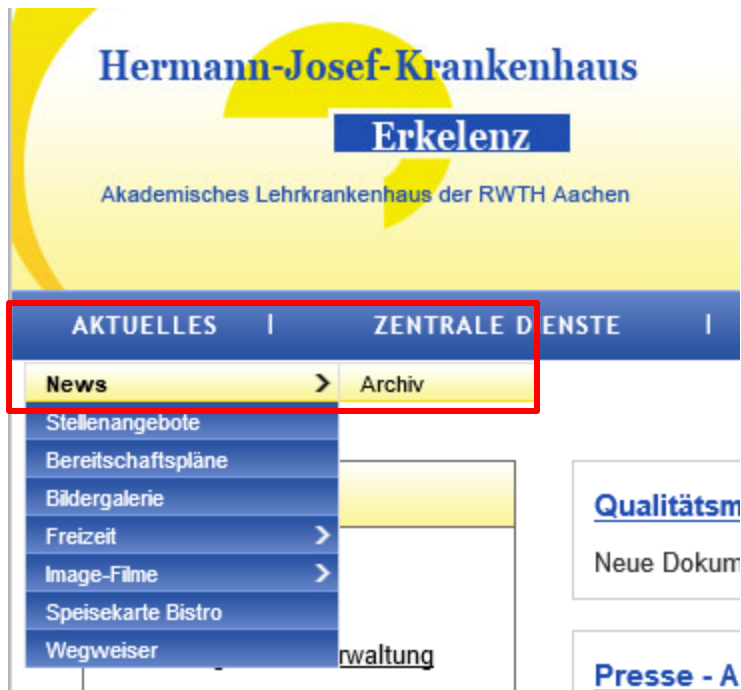 Hermann-Josef-Krankenhaus
Erkelenz
Akademisches Lehrkrankenhaus der RWTH Aachen
AKTUELLES | ZENTRALE DIENSTE |
News > Archiv
Stellenangebote
Bereitschaftspläne
Bildergalerie
Freizeit >
Image-Filme >
Speisekarte Bistro
Wegweiser
rwaltung
Qualitätsm
Neue Dokum
Presse - A